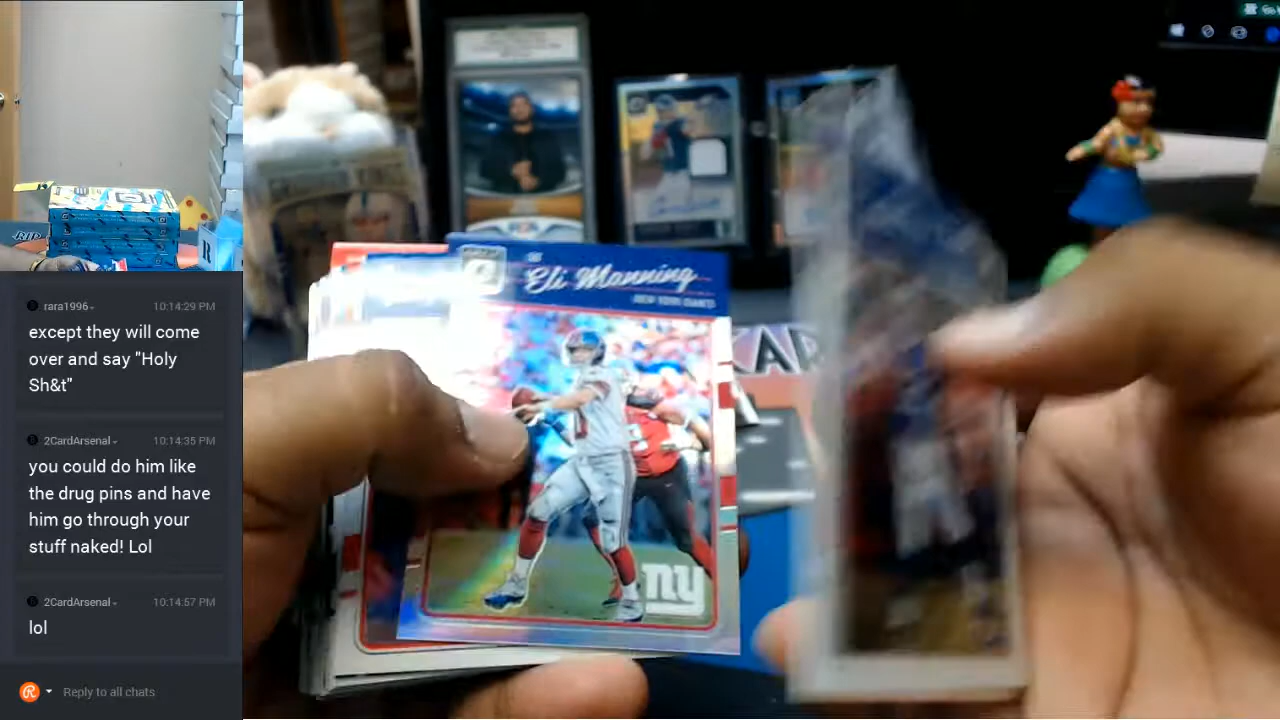 rara1996
10:14:29 PM
except they will come
over and say "Holy
Sh&t"
2CardArsenal
10:14:35 PM
you could do him like
the drug pins and have
him go through your
stuff naked! Lol
2CardArsenal
10:14:57 PM
lol
Reply to all chats
Eli Manning
NEW YORK GIANTS
ny
RIP